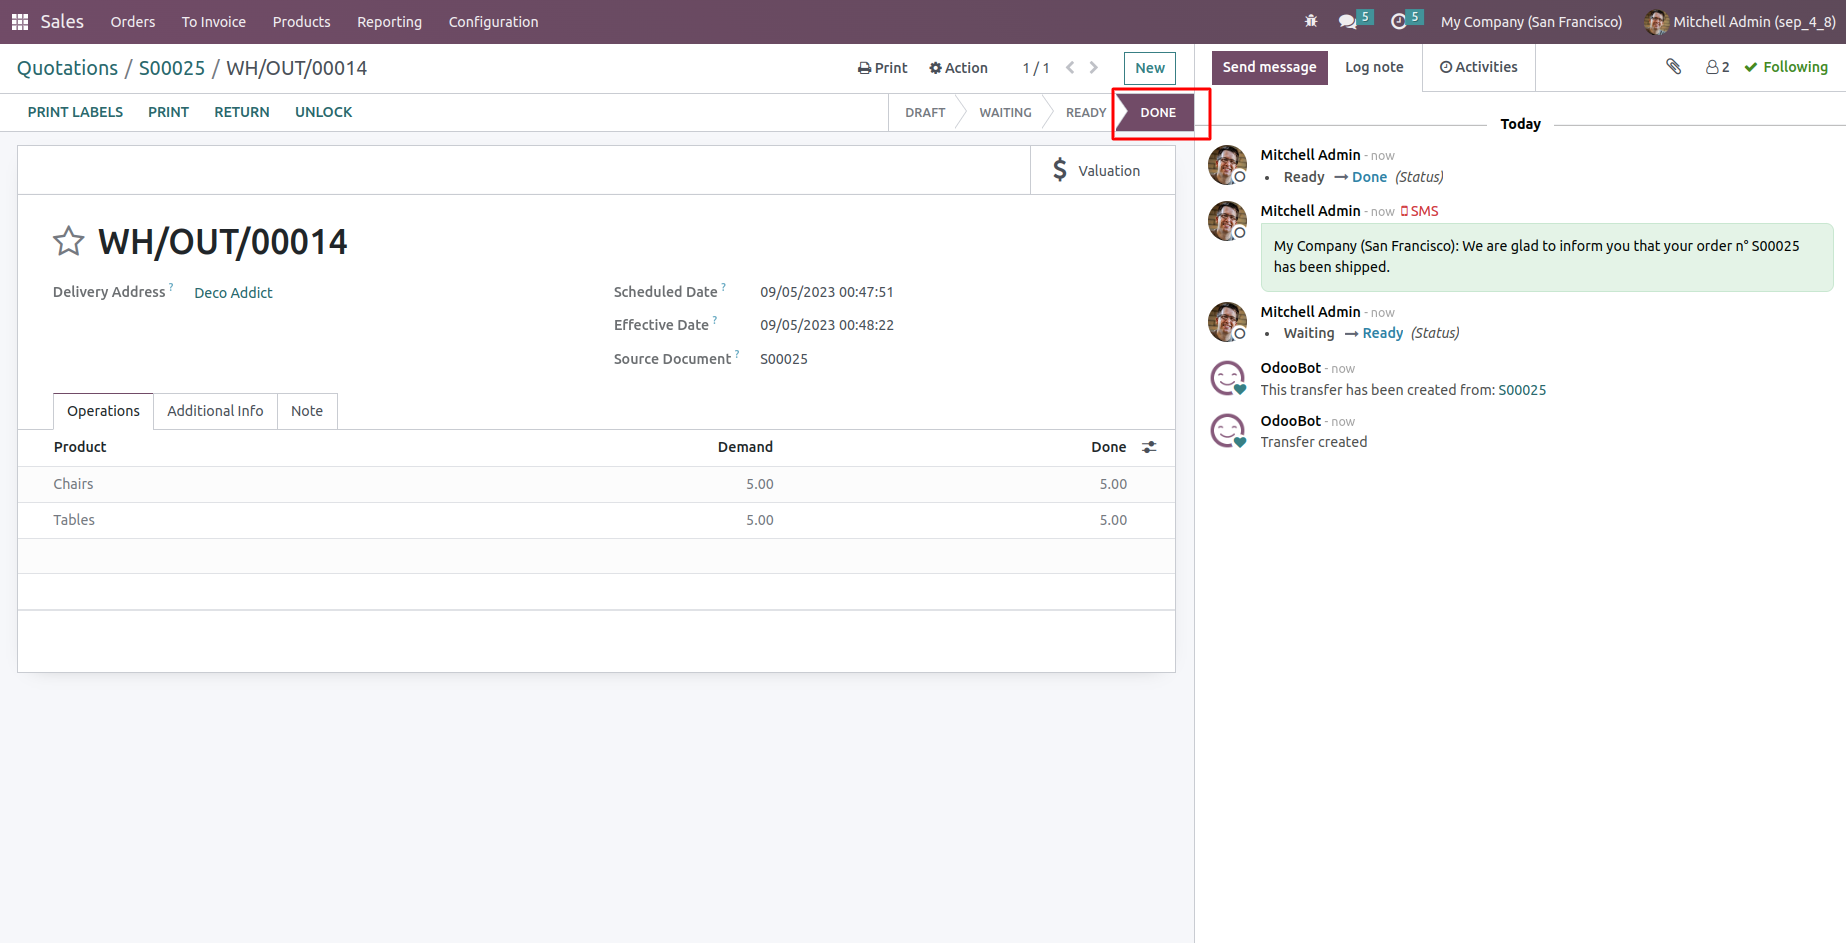 Sales Orders To Invoice Products Reporting Configuration 5 5 My Company (San Francisco) Mitchell Admin (sep_4_8)
Quotations / S00025 / WH/OUT/00014 Print Action 1 / 1 New
PRINT LABELS PRINT RETURN UNLOCK DRAFT WAITING READY DONE
$ Valuation
WH/OUT/00014
Delivery Address ? Deco Addict
Scheduled Date ? 09/05/2023 00:47:51
Effective Date ? 09/05/2023 00:48:22
Source Document ? S00025
Operations Additional Info Note
Product Demand Done
Chairs 5.00 5.00
Tables 5.00 5.00
Send message Log note Activities 2 Following
Today
Mitchell Admin - now
• Ready → Done (Status)
Mitchell Admin - now SMS
My Company (San Francisco): We are glad to inform you that your order n° S00025
has been shipped.
Mitchell Admin - now
• Waiting → Ready (Status)
OdooBot - now
This transfer has been created from: S00025
OdooBot - now
Transfer created